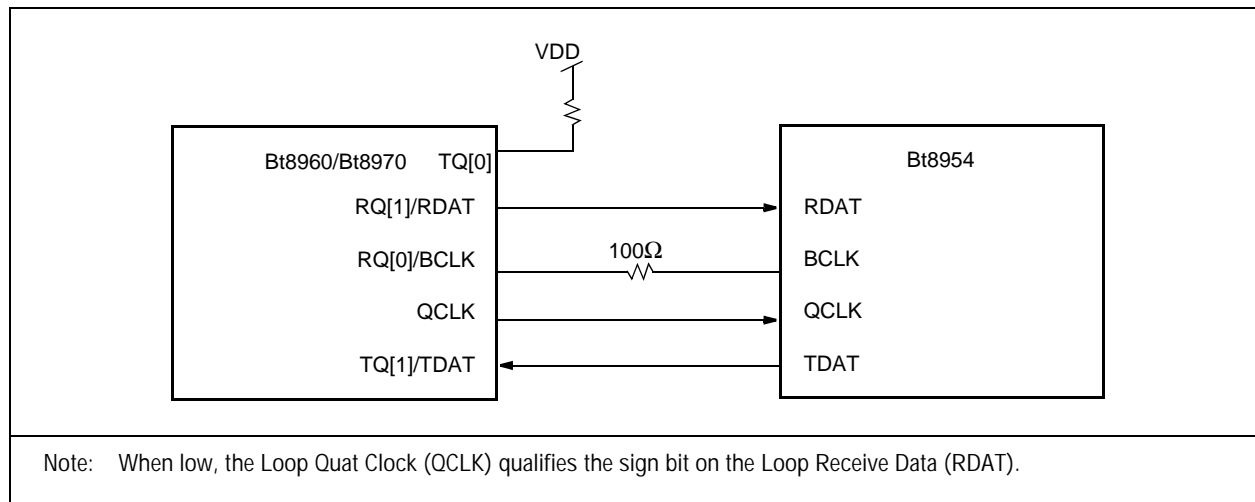 VDD
Bt8960/Bt8970 TQ[0]
Bt8954
RQ[1]/RDAT
RDAT
100Ω
RQ[0]/BCLK
BCLK
QCLK
QCLK
TQ[1]/TDAT
TDAT
Note: When low, the Loop Quat Clock (QCLK) qualifies the sign bit on the Loop Receive Data (RDAT).